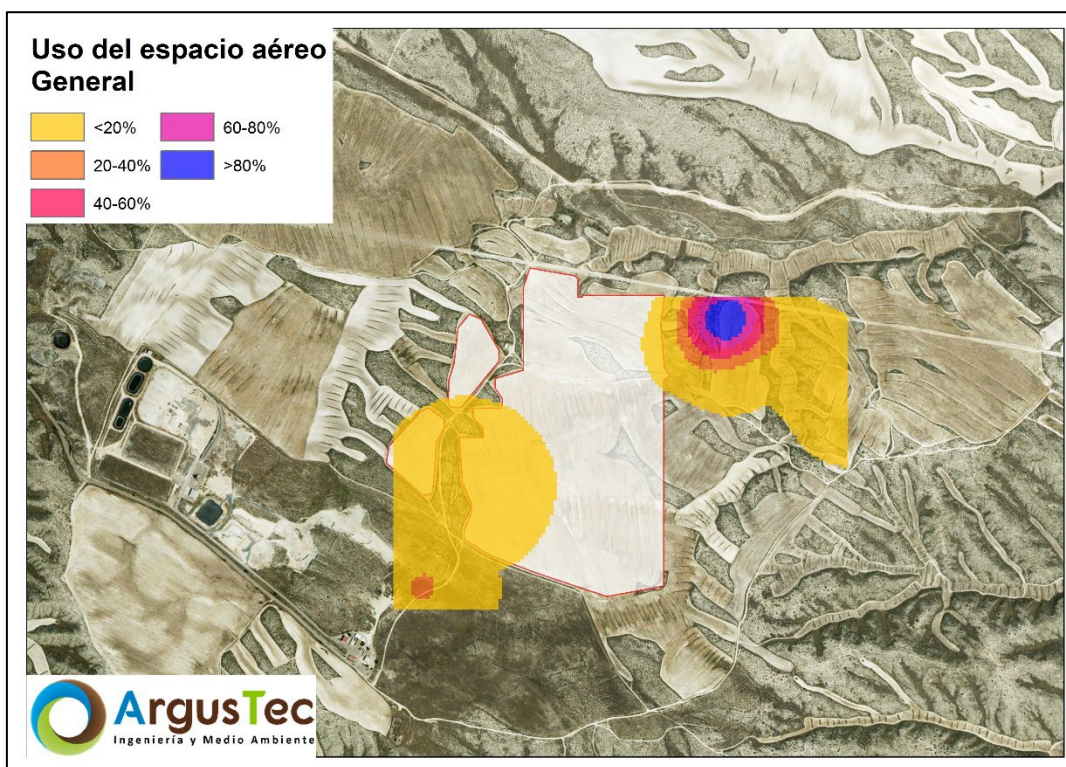 Uso del espacio aéreo
General
<20%
60-80%
20-40%
>80%
40-60%
ArgusTec
Ingeniería y Medio Ambiente